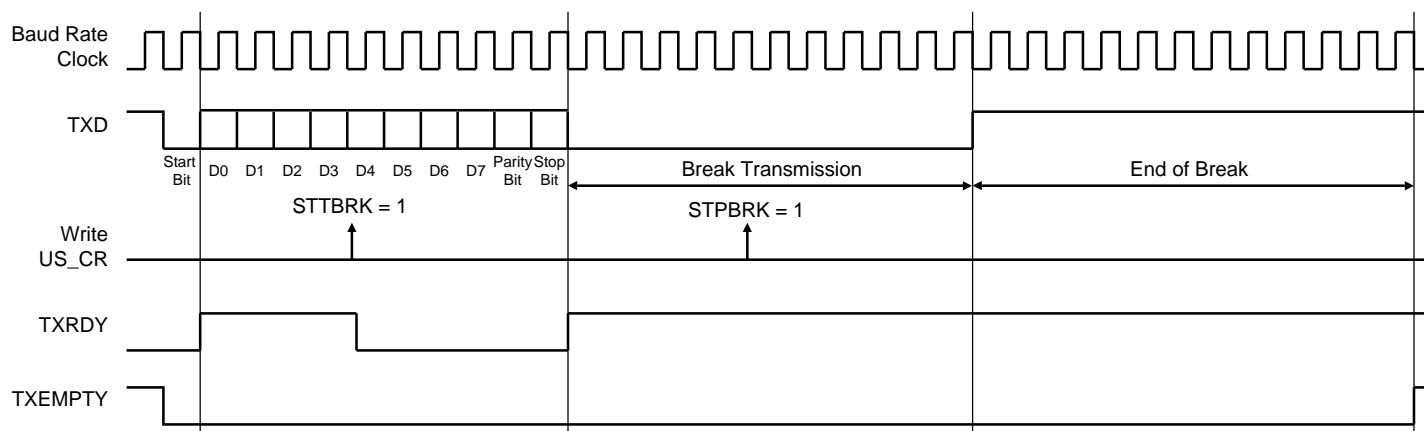 Baud Rate
Clock
TXD
Start
Bit
D0
D1
D2
D3
D4
D5
D6
D7
Parity
Bit
Stop
Bit
Break Transmission
End of Break
STTBRK = 1
STPBRK = 1
Write
US_CR
TXRDY
TXEMPTY